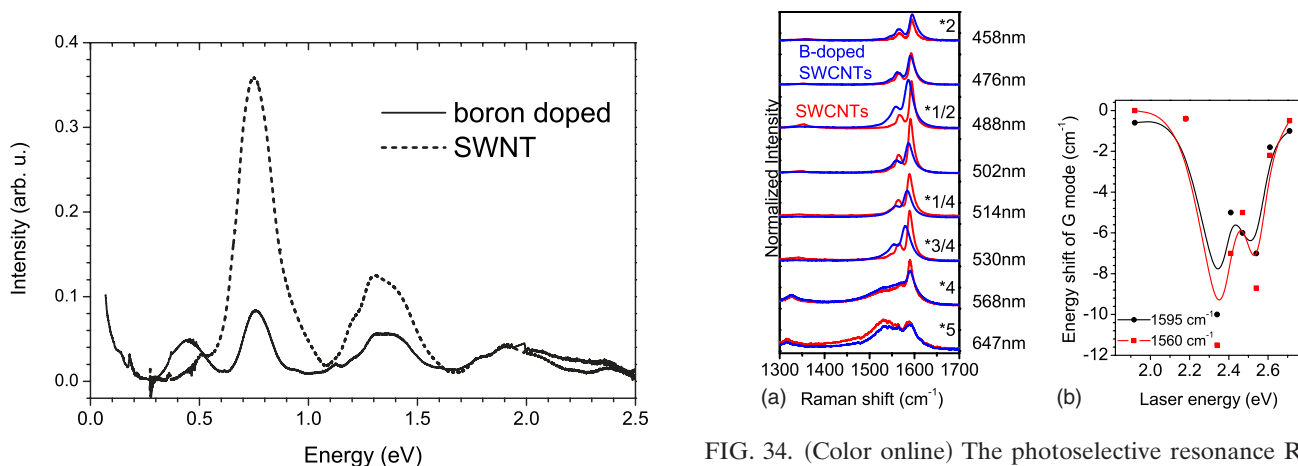 0.4
0.3
0.2
0.1
0.0
Intensity (arb. u.)
boron doped
SWNT
0.0 0.5 1.0 1.5 2.0 2.5
Energy (eV)
Normalized Intensity
*2 458nm
B-doped
SWCNTs
476nm
SWCNTs
*1/2 488nm
502nm
*1/4 514nm
*3/4 530nm
*4 568nm
*5 647nm
1300 1400 1500 1600 1700
(a) Raman shift (cm-1)
Energy shift of G mode (cm-1)
0
-2
-4
-6
-8
-10
-12
1595 cm-1
1560 cm-1
2.0 2.2 2.4 2.6
(b) Laser energy (eV)
FIG. 34. (Color online) The photoselective resonance R